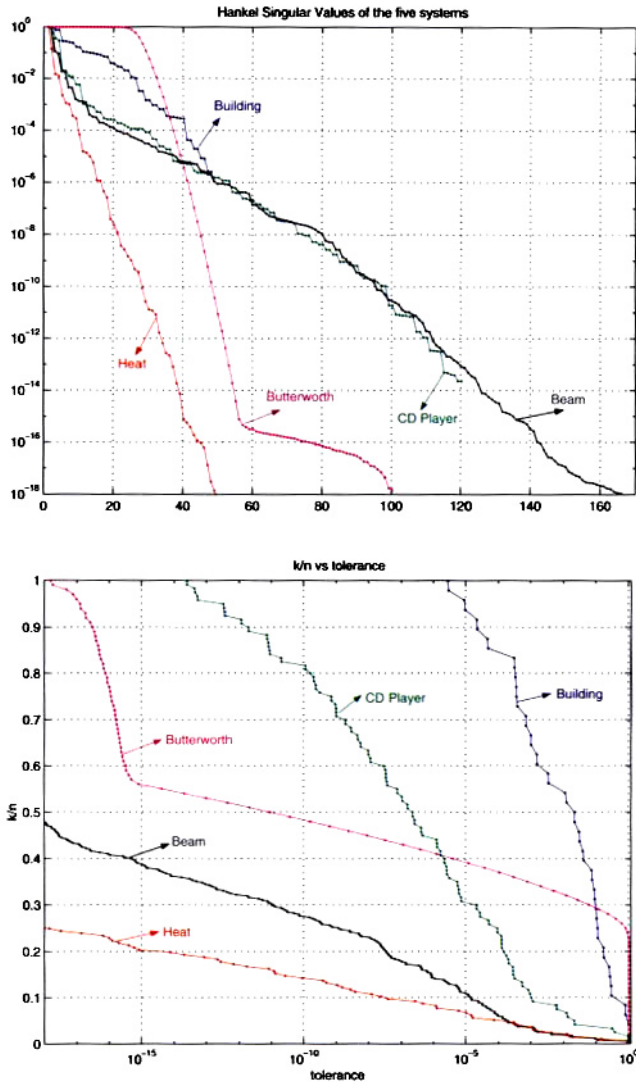 Hankel Singular Values of the five systems
10^0
10^-2
10^-4
10^-6
10^-8
10^-10
10^-12
10^-14
10^-16
10^-18
Building
Heat
Butterworth
CD Player
Beam
0 20 40 60 80 100 120 140 160
k/n vs tolerance
k/n
1
0.9
0.8
0.7
0.6
0.5
0.4
0.3
0.2
0.1
0
CD Player
Building
Butterworth
Beam
Heat
10^-15 10^-10 10^-5 10^0
tolerance